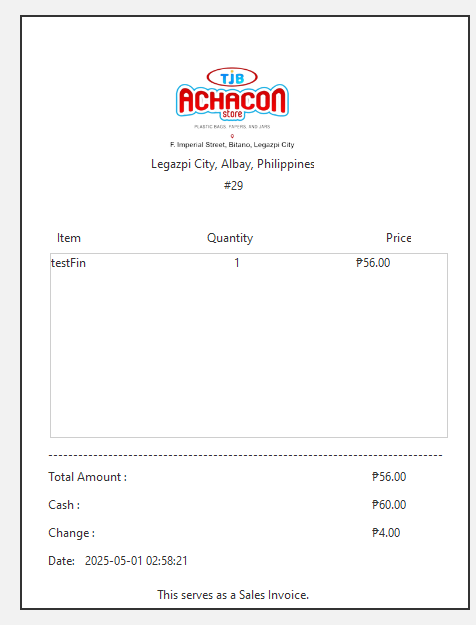 TJB
ACHACON
store
PLASTIC BAGS, PAPERS, AND JARS
F. Imperial Street, Bitano, Legazpi City
Legazpi City, Albay, Philippines
#29
Item Quantity Price
testFin 1 ₱56.00
Total Amount : ₱56.00
Cash : ₱60.00
Change : ₱4.00
Date: 2025-05-01 02:58:21
This serves as a Sales Invoice.